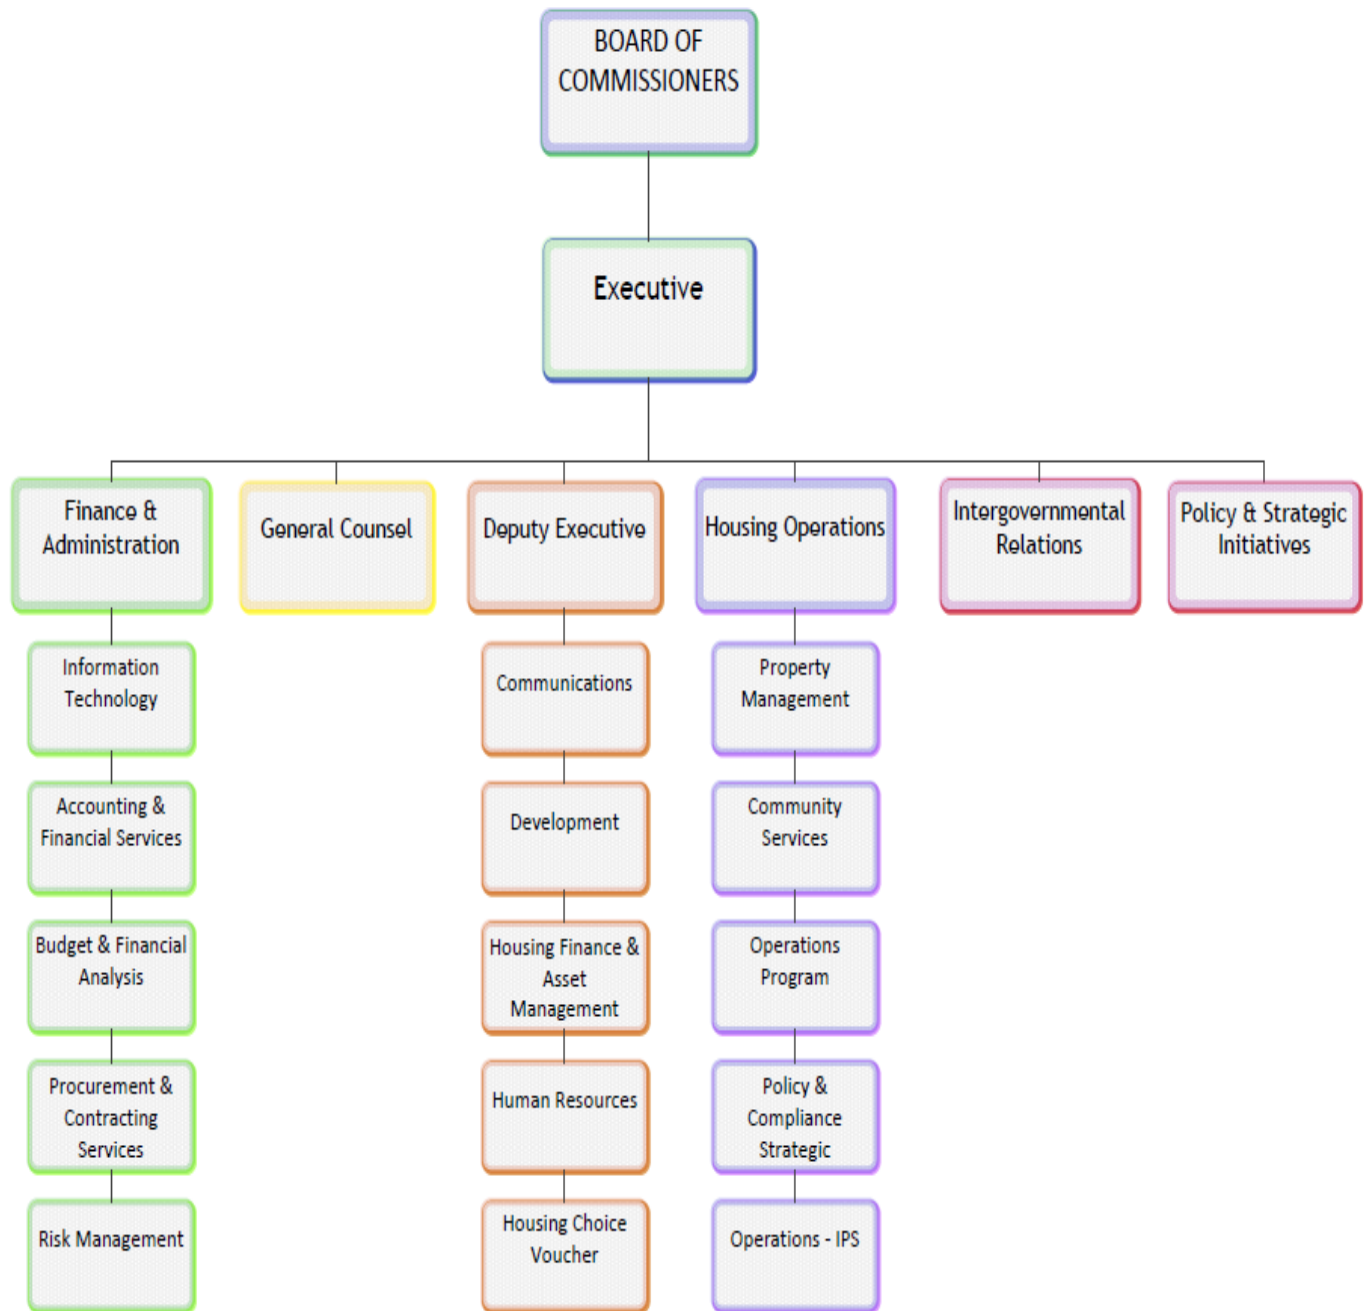 BOARD OF
COMMISSIONERS
Executive
Finance &
Administration
General Counsel
Deputy Executive
Housing Operations
Intergovernmental
Relations
Policy & Strategic
Initiatives
Information
Technology
Communications
Property
Management
Accounting &
Financial Services
Development
Community
Services
Budget & Financial
Analysis
Housing Finance &
Asset
Management
Operations
Program
Procurement &
Contracting
Services
Human Resources
Policy &
Compliance
Strategic
Risk Management
Housing Choice
Voucher
Operations - IPS